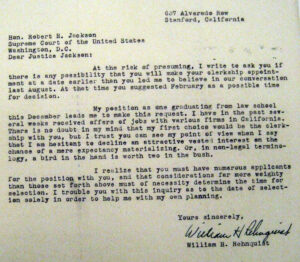 607 Alvarado Row
Stanford, California
Hon. Robert H. Jackson
Supreme Court of the United States
Washington, D.C.
Dear Justice Jackson:
At the risk of presuming, I write to ask if
there is any possibility that you will make your clerkship appoint-
ment at a date earlier than you led me to believe in our conversation
last August. At that time you suggested February as a possible time
for decision.
My position as one graduating from law school
this December leads me to make this request. I have in the past sev-
eral weeks received offers of jobs with various firms in California.
There is no doubt in my mind that my first choice would be the clerk-
ship with you, but I trust you can see my point of view when I say
that I am hesitant to decline an attractive vested interest on the
chance of a mere expectancy materializing. Or, in non-legal termino-
logy, a bird in the hand is worth two in the bush.
I realize that you must have numerous applicants
for the position with you, and that considerations far more weighty
than those set forth above must of necessity determine the time for
selection. I trouble you with this inquiry as to the date of selec-
tion solely in order to help me with my own planning.
Yours sincerely,
William H Rehnquist
William H. Rehnquist